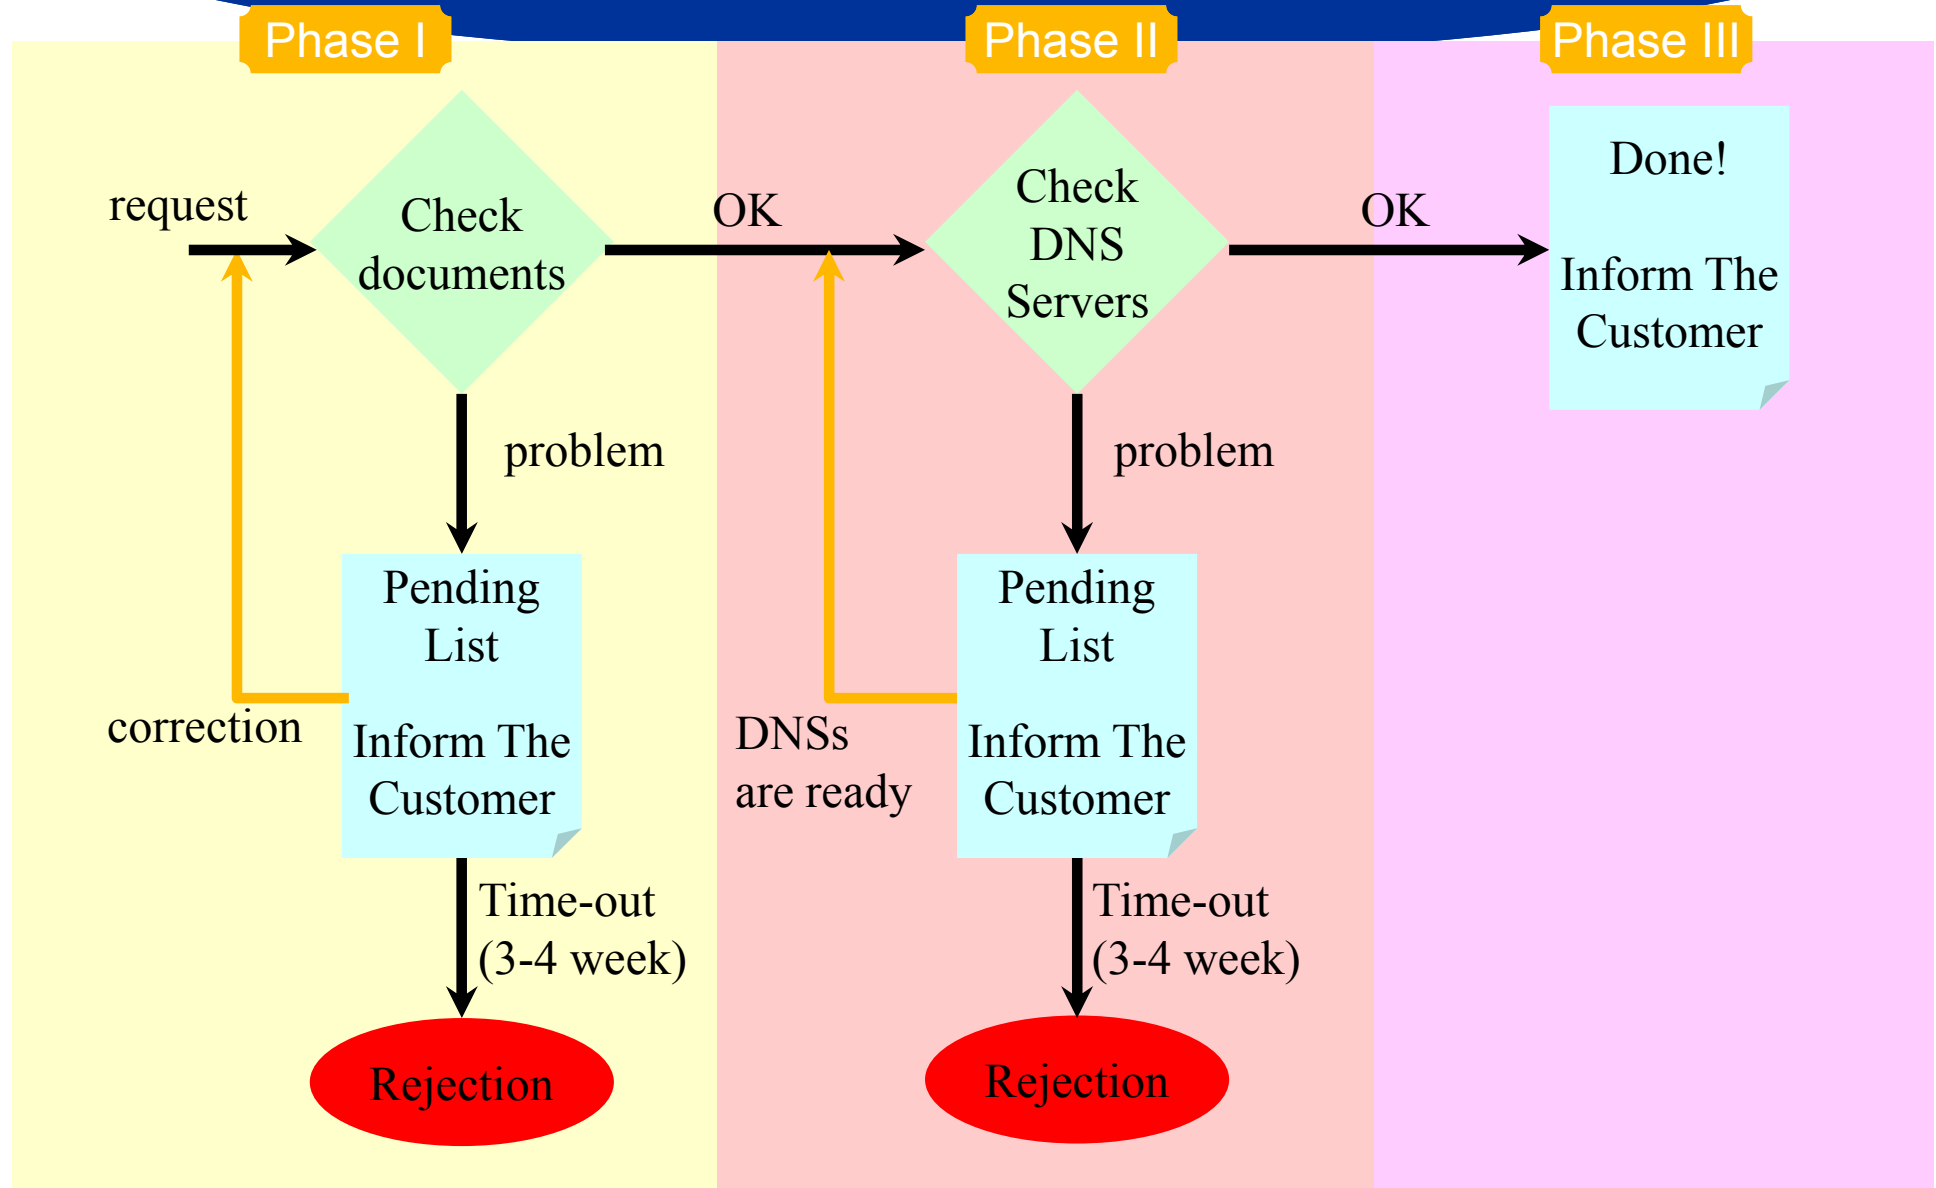 Phase I
Phase II
Phase III
request
Check
documents
OK
Check
DNS
Servers
OK
Done!
Inform The
Customer
problem
problem
Pending
List
Inform The
Customer
correction
Pending
List
Inform The
Customer
DNSs
are ready
Time-out
(3-4 week)
Time-out
(3-4 week)
Rejection
Rejection